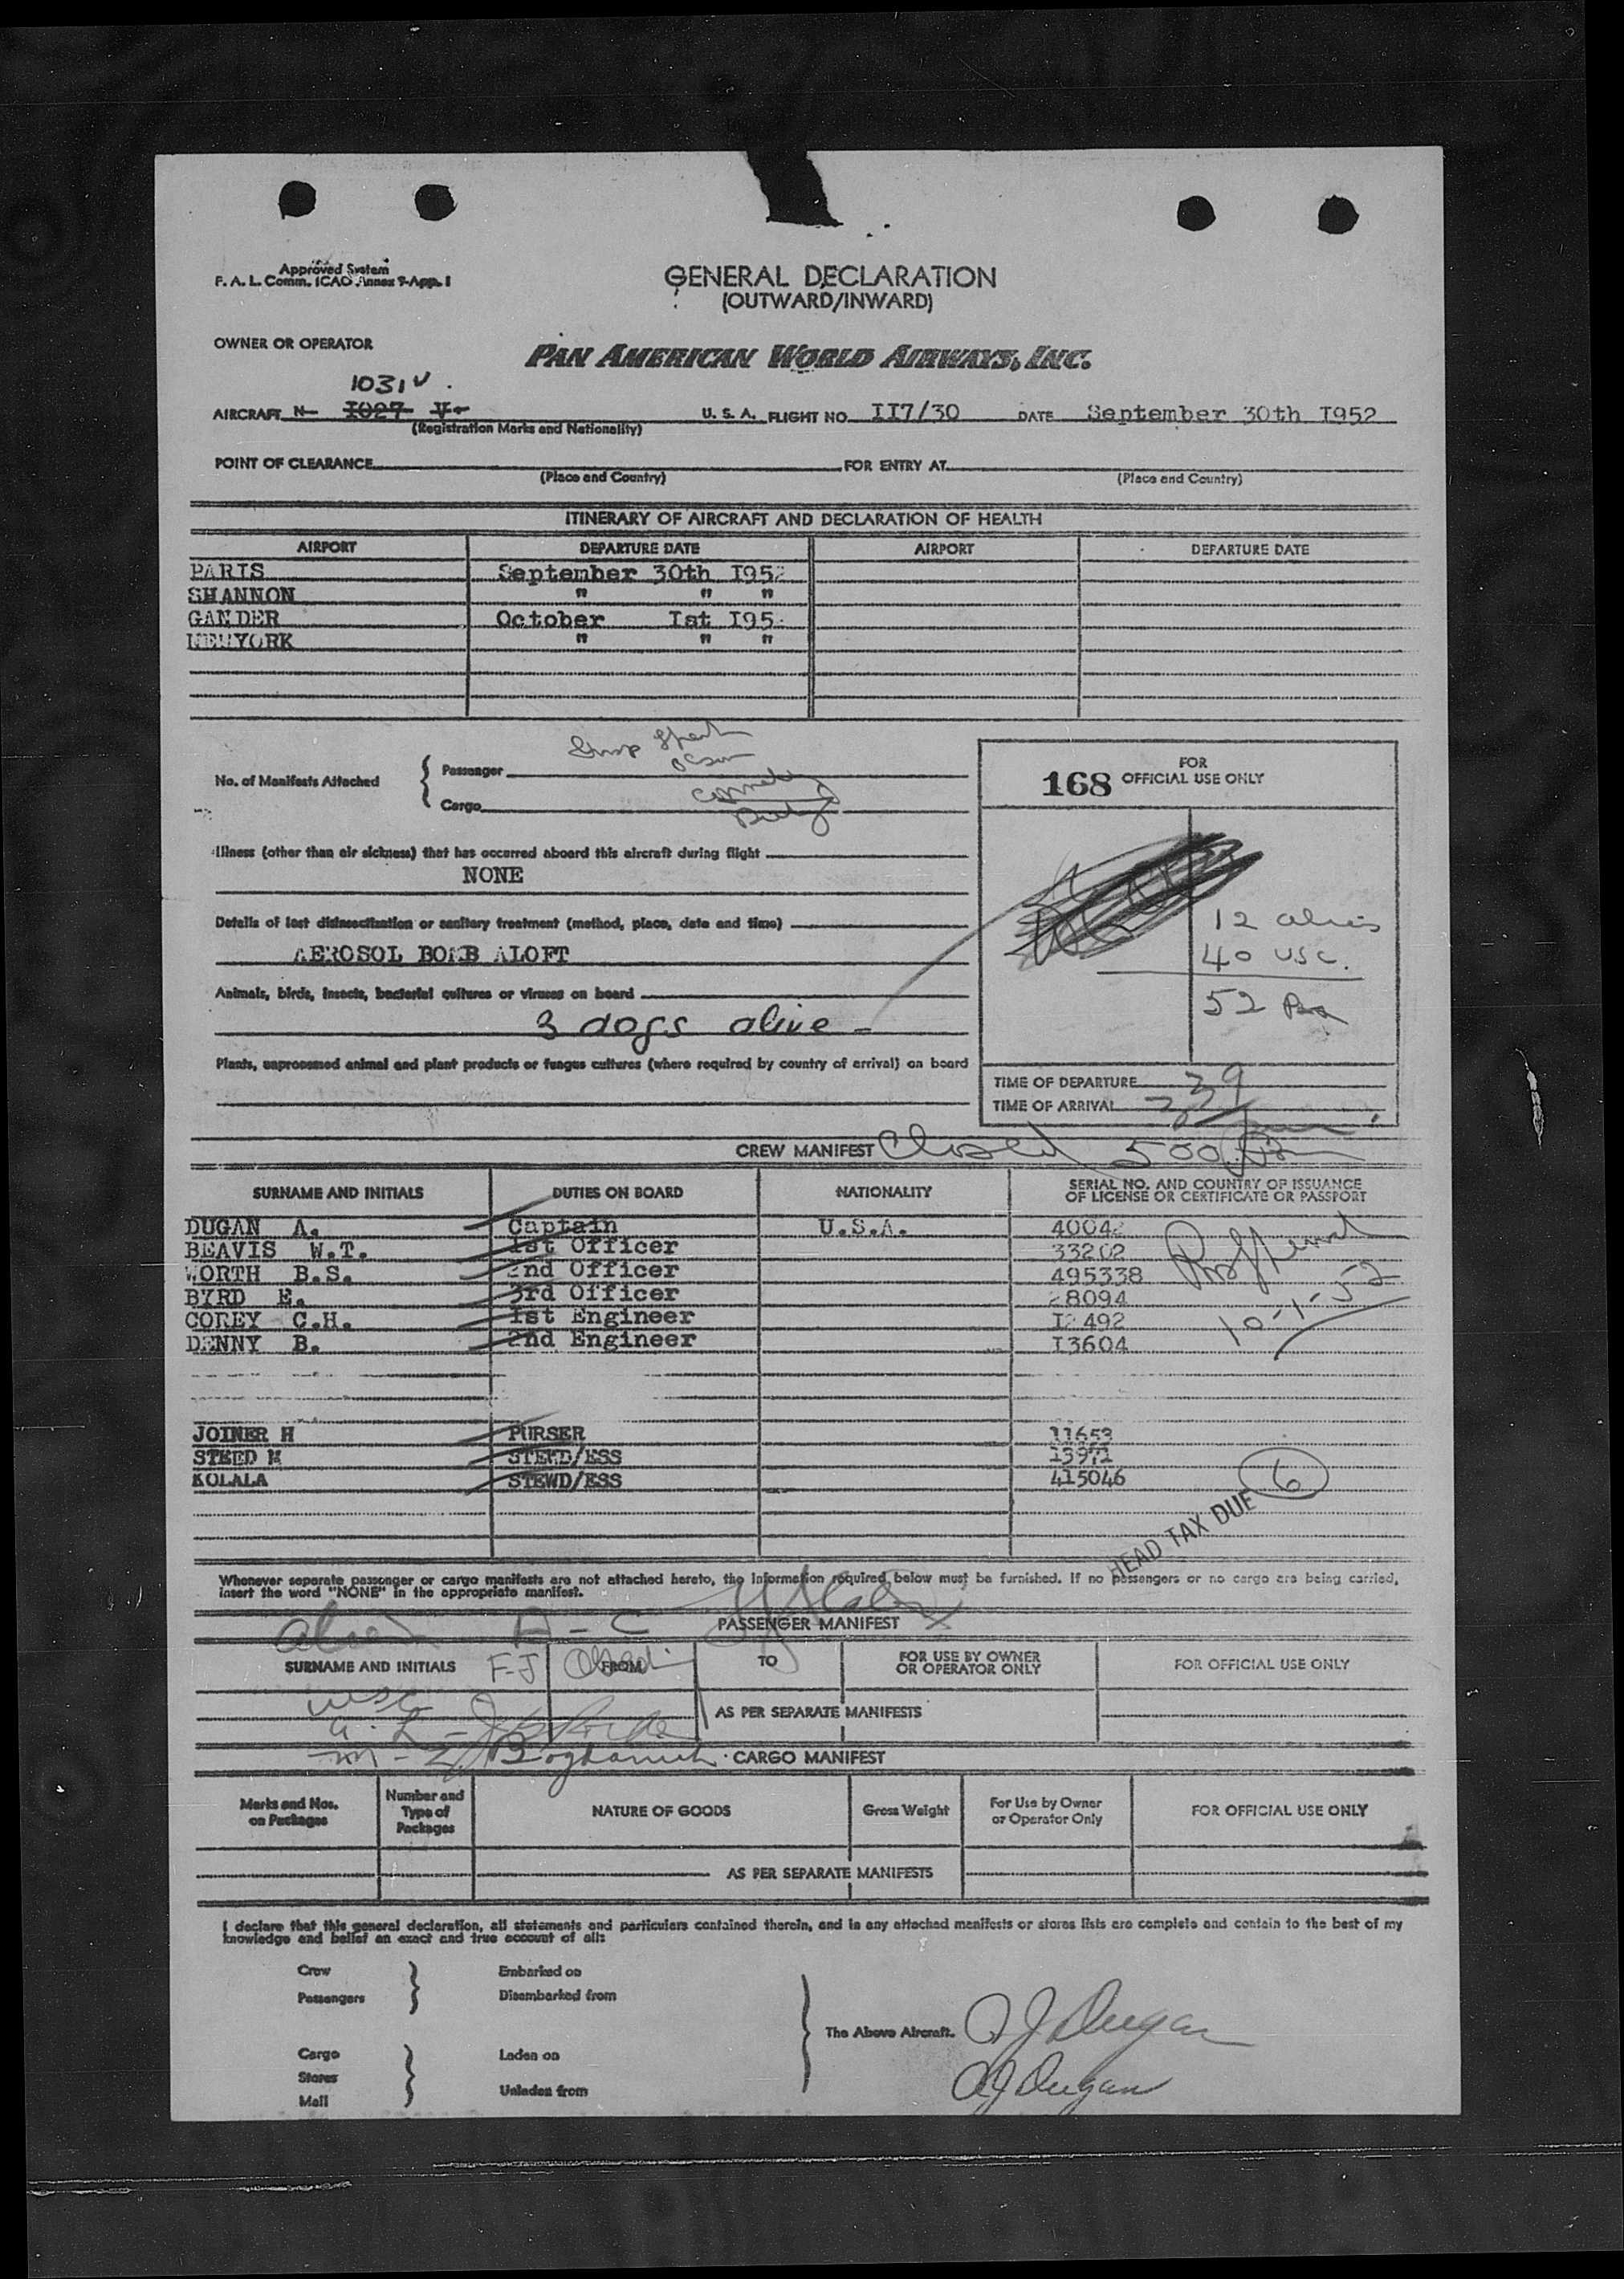 Approved System
F. A. L. Comm. ICAO Annex 9-App. I
GENERAL DECLARATION
(OUTWARD/INWARD)
OWNER OR OPERATOR
PAN AMERICAN WORLD AIRWAYS, INC.
1031V
AIRCRAFT N- I027 V U. S. A. FLIGHT NO II7/30 DATE September 30th I952
(Registration Marks and Nationality)
POINT OF CLEARANCE FOR ENTRY AT
(Place and Country) (Place and Country)
ITINERARY OF AIRCRAFT AND DECLARATION OF HEALTH
AIRPORT DEPARTURE DATE AIRPORT DEPARTURE DATE
PARIS September 30th I952
SHANNON " " "
GANDER October Ist I95
NEWYORK " " "
No. of Manifests Attached
Passenger
Cargo
168 FOR OFFICIAL USE ONLY
Illness (other than air sickness) that has occurred aboard this aircraft during flight
NONE
Details of last disinsectization or sanitary treatment (method, place, date and time)
AEROSOL BOMB ALOFT
12
40 USC.
52
Animals, birds, insects, bacterial cultures or viruses on board
3 dogs alive -
Plants, unprocessed animal and plant products or fungus cultures (where required by country of arrival) on board
TIME OF DEPARTURE
TIME OF ARRIVAL
CREW MANIFEST Closed 500
SURNAME AND INITIALS DUTIES ON BOARD NATIONALITY SERIAL NO. AND COUNTRY OF ISSUANCE OF LICENSE OR CERTIFICATE OR PASSPORT
DUGAN A. Captain U.S.A. 40042
BEAVIS W.T. 1st Officer 33202
WORTH B.S. 2nd Officer 495338
BYRD E. 3rd Officer 28094
COREY C.H. 1st Engineer I2492
DENNY B. 2nd Engineer I3604
10-1-52
JOINER H PURSER 11653
STEED M STEWD/ESS 13971
KOLALA STEWD/ESS 415046
6
HEAD TAX DUE
Whenever separate passenger or cargo manifests are not attached hereto, the information required below must be furnished. If no passengers or no cargo are being carried,
insert the word "NONE" in the appropriate manifest.
A - C
PASSENGER MANIFEST
SURNAME AND INITIALS F-J FROM TO FOR USE BY OWNER OR OPERATOR ONLY FOR OFFICIAL USE ONLY
AS PER SEPARATE MANIFESTS
CARGO MANIFEST
Marks and Nos. on Packages Number and Type of Packages NATURE OF GOODS Gross Weight For Use by Owner or Operator Only FOR OFFICIAL USE ONLY
AS PER SEPARATE MANIFESTS
I declare that this general declaration, all statements and particulars contained therein, and in any attached manifests or stores lists are complete and contain to the best of my
knowledge and belief an exact and true account of all:
Crew Embarked on
Passengers Disembarked from
The Above Aircraft. A J Dugan
Cargo Laden on
Stores
Mail Unladen from
A J Dugan